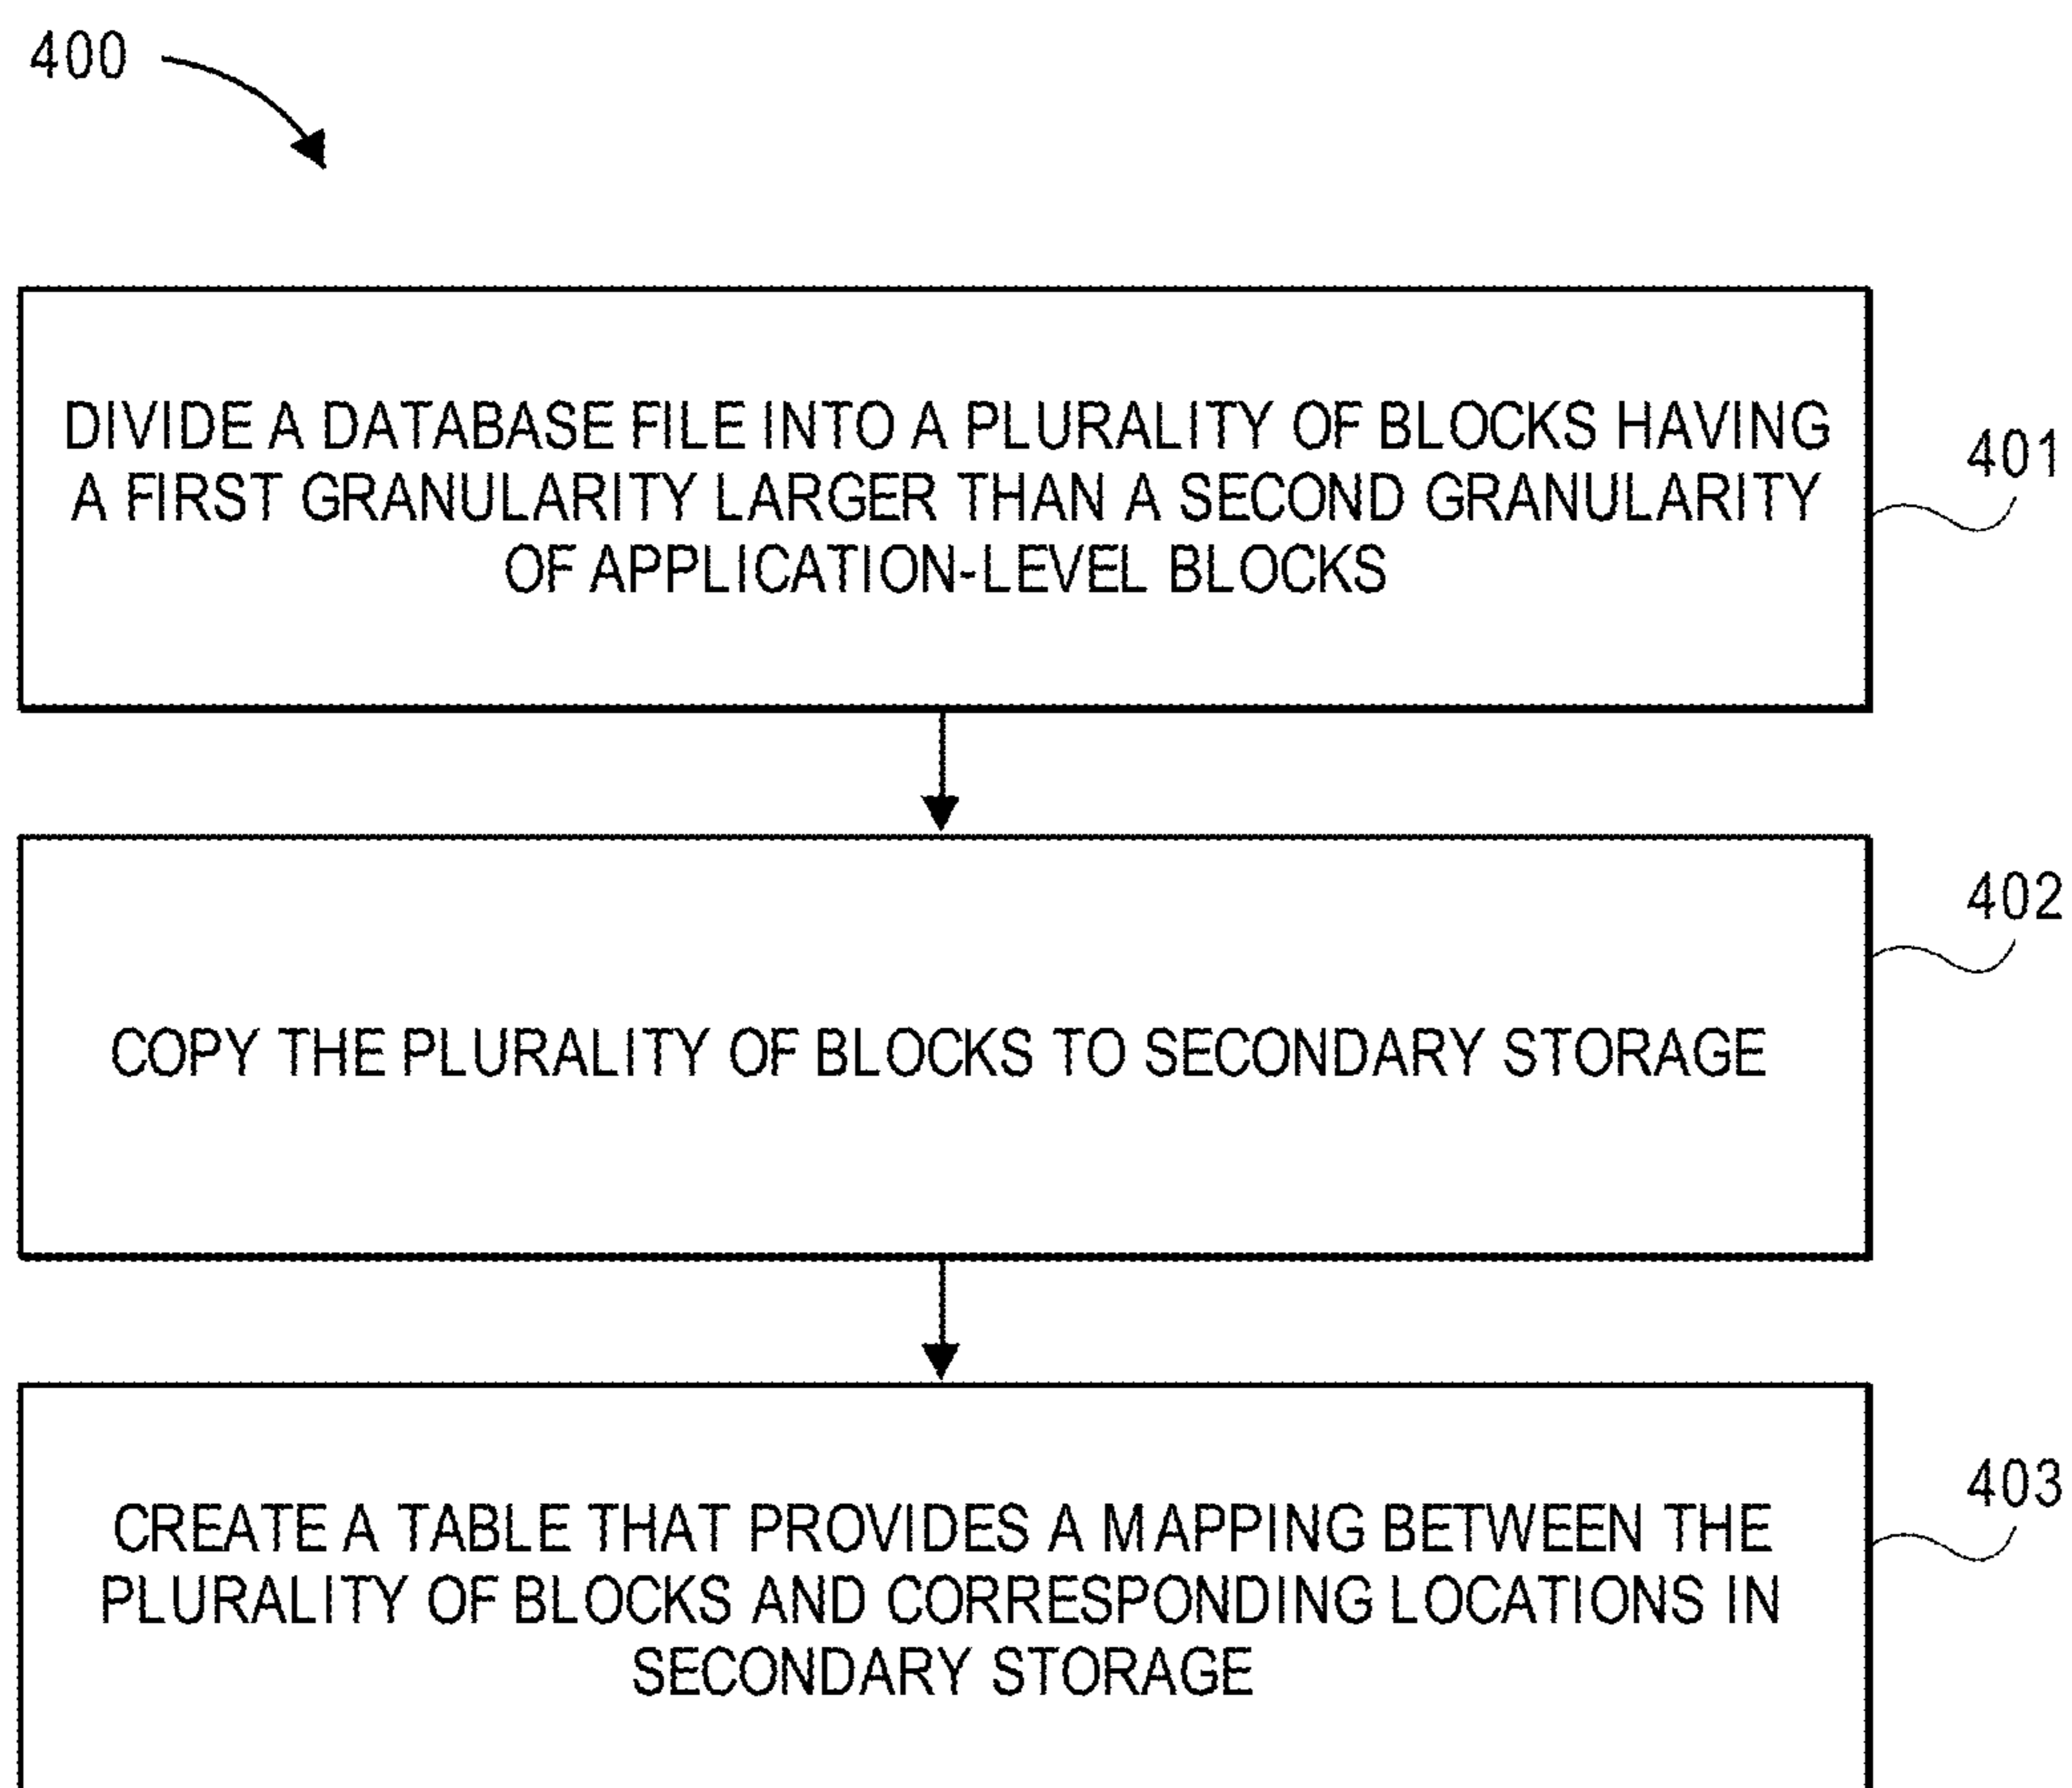 400
DIVIDE A DATABASE FILE INTO A PLURALITY OF BLOCKS HAVING
A FIRST GRANULARITY LARGER THAN A SECOND GRANULARITY
OF APPLICATION-LEVEL BLOCKS
401
COPY THE PLURALITY OF BLOCKS TO SECONDARY STORAGE
402
CREATE A TABLE THAT PROVIDES A MAPPING BETWEEN THE
PLURALITY OF BLOCKS AND CORRESPONDING LOCATIONS IN
SECONDARY STORAGE
403